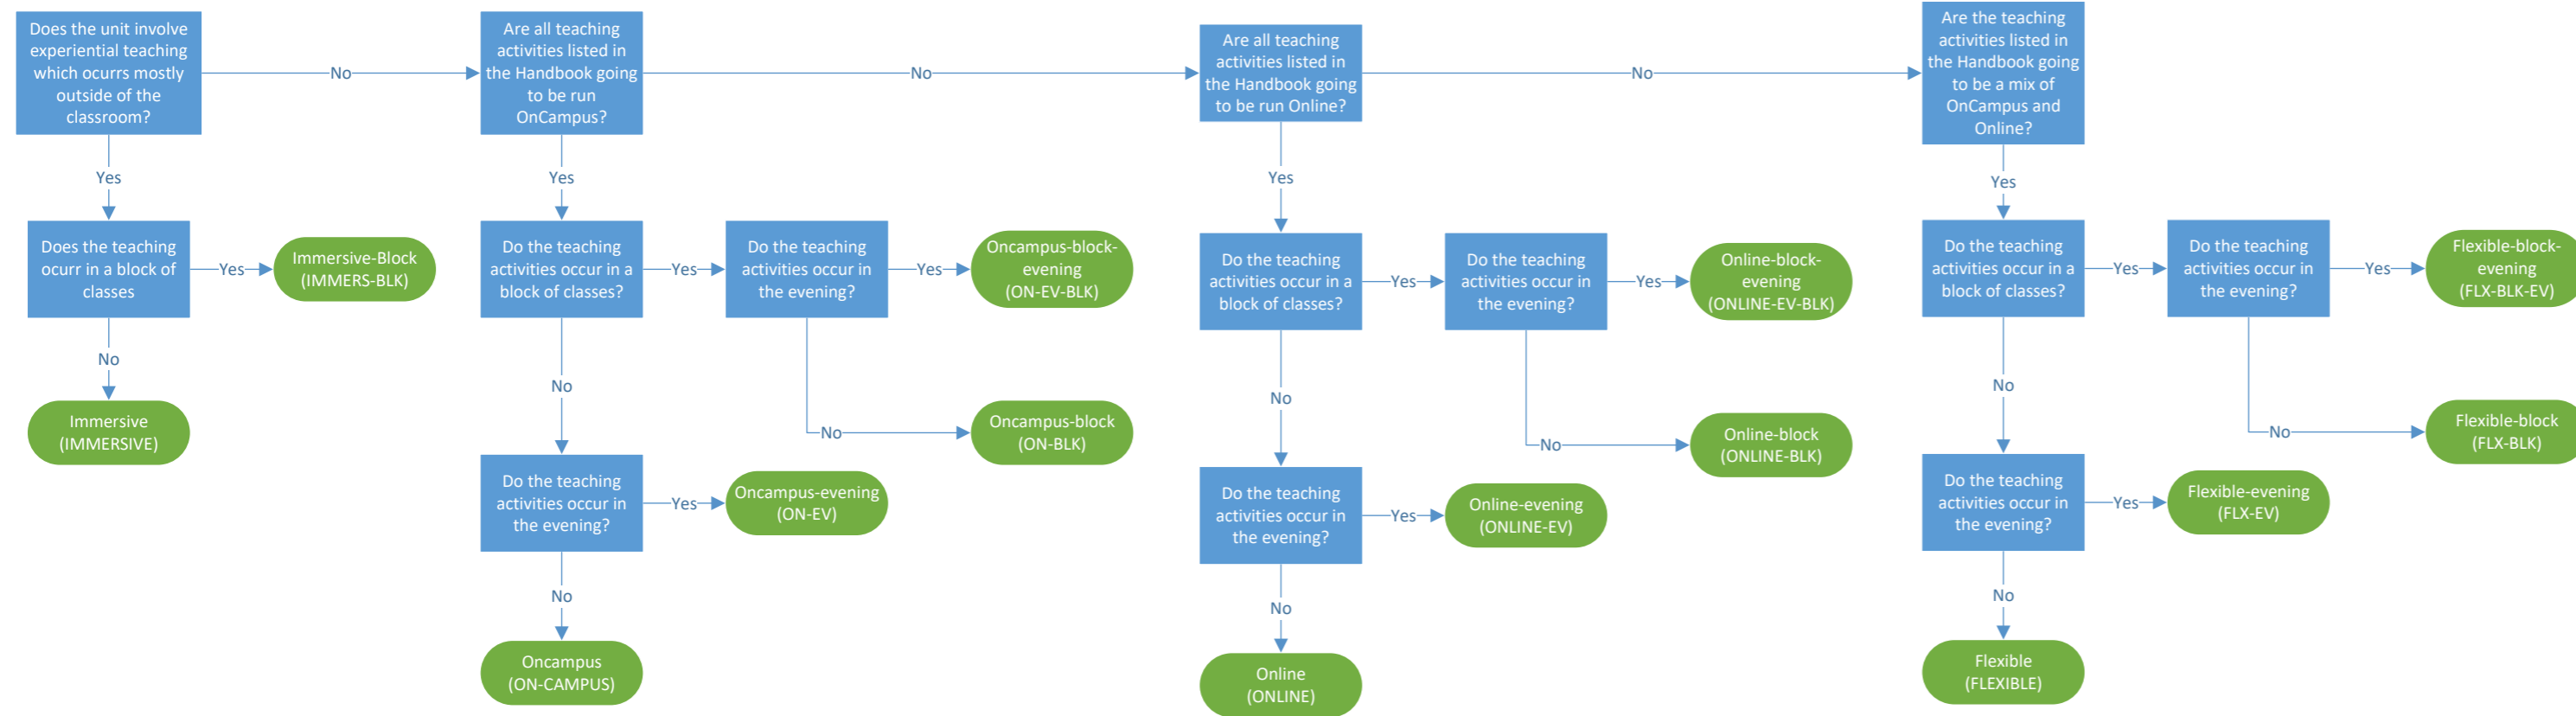 Does the unit involve
experiential teaching
which ocurrs mostly
outside of the
classroom?
No
Are all teaching
activities listed in
the Handbook going
to be run
OnCampus?
No
Are all teaching
activities listed in
the Handbook going
to be run Online?
No
Are the teaching
activities listed in
the Handbook going
to be a mix of
OnCampus and
Online?
Yes
Yes
Yes
Yes
Does the teaching
ocurr in a block of
classes
Yes
Immersive-Block
(IMMERS-BLK)
No
Immersive
(IMMERSIVE)
Do the teaching
activities occur in a
block of classes?
Yes
Do the teaching
activities occur in
the evening?
Yes
Oncampus-block-
evening
(ON-EV-BLK)
No
Oncampus-block
(ON-BLK)
No
Do the teaching
activities occur in
the evening?
Yes
Oncampus-evening
(ON-EV)
No
Oncampus
(ON-CAMPUS)
Do the teaching
activities occur in a
block of classes?
Yes
Do the teaching
activities occur in
the evening?
Yes
Online-block-
evening
(ONLINE-EV-BLK)
No
Online-block
(ONLINE-BLK)
No
Do the teaching
activities occur in
the evening?
Yes
Online-evening
(ONLINE-EV)
No
Online
(ONLINE)
Do the teaching
activities occur in a
block of classes?
Yes
Do the teaching
activities occur in
the evening?
Yes
Flexible-block-
evening
(FLX-BLK-EV)
No
Flexible-block
(FLX-BLK)
No
Do the teaching
activities occur in
the evening?
Yes
Flexible-evening
(FLX-EV)
No
Flexible
(FLEXIBLE)